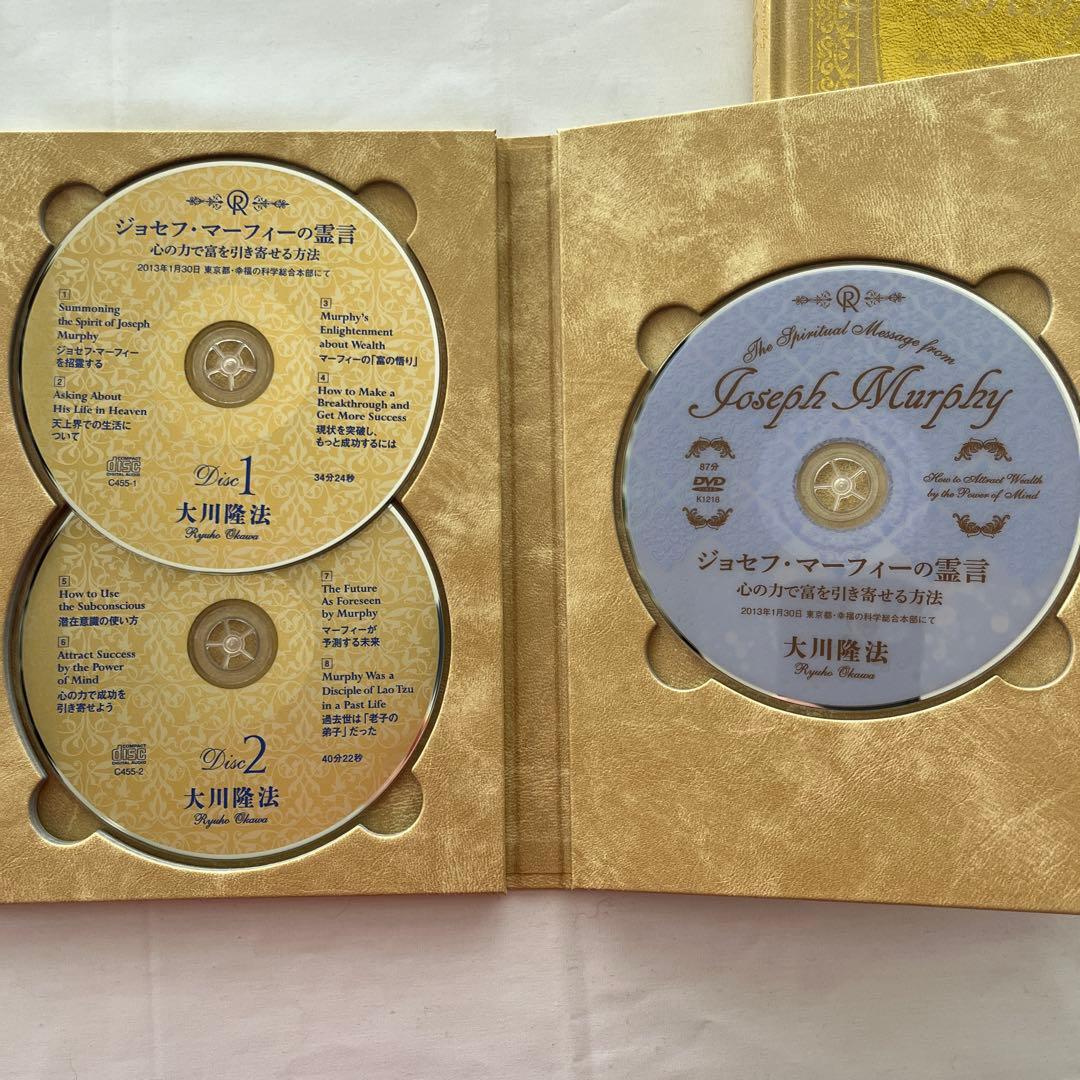 R
ジョセフ・マーフィーの霊言
心の力で富を引き寄せる方法
2013年1月30日 東京都・幸福の科学総合本部にて
1
Summoning
the Spirit of Joseph
Murphy
ジョセフ・マーフィー
を招霊する
2
Asking About
His Life in Heaven
天上界での生活に
ついて
3
Murphy's
Enlightenment
about Wealth
マーフィーの「富の悟り」
4
How to Make a
Breakthrough and
Get More Success
現状を突破し、
もっと成功するには
COMPACT
disc
DIGITAL AUDIO
C455-1
Disc1
34分24秒
大川隆法
Ryuho Okawa
5
How to Use
the Subconscious
潜在意識の使い方
6
Attract Success
by the Power
of Mind
心の力で成功を
引き寄せよう
7
The Future
As Foreseen
by Murphy
マーフィーが
予測する未来
8
Murphy Was a
Disciple of Lao Tzu
in a Past Life
過去世は「老子の
弟子」だった
COMPACT
disc
DIGITAL AUDIO
C455-2
Disc2
40分22秒
大川隆法
Ryuho Okawa
R
The Spiritual Message from
Joseph Murphy
87分
DVD
VIDEO
K1218
How to Attract Wealth
by the Power of Mind
ジョセフ・マーフィーの霊言
心の力で富を引き寄せる方法
2013年1月30日 東京都・幸福の科学総合本部にて
大川隆法
Ryuho Okawa